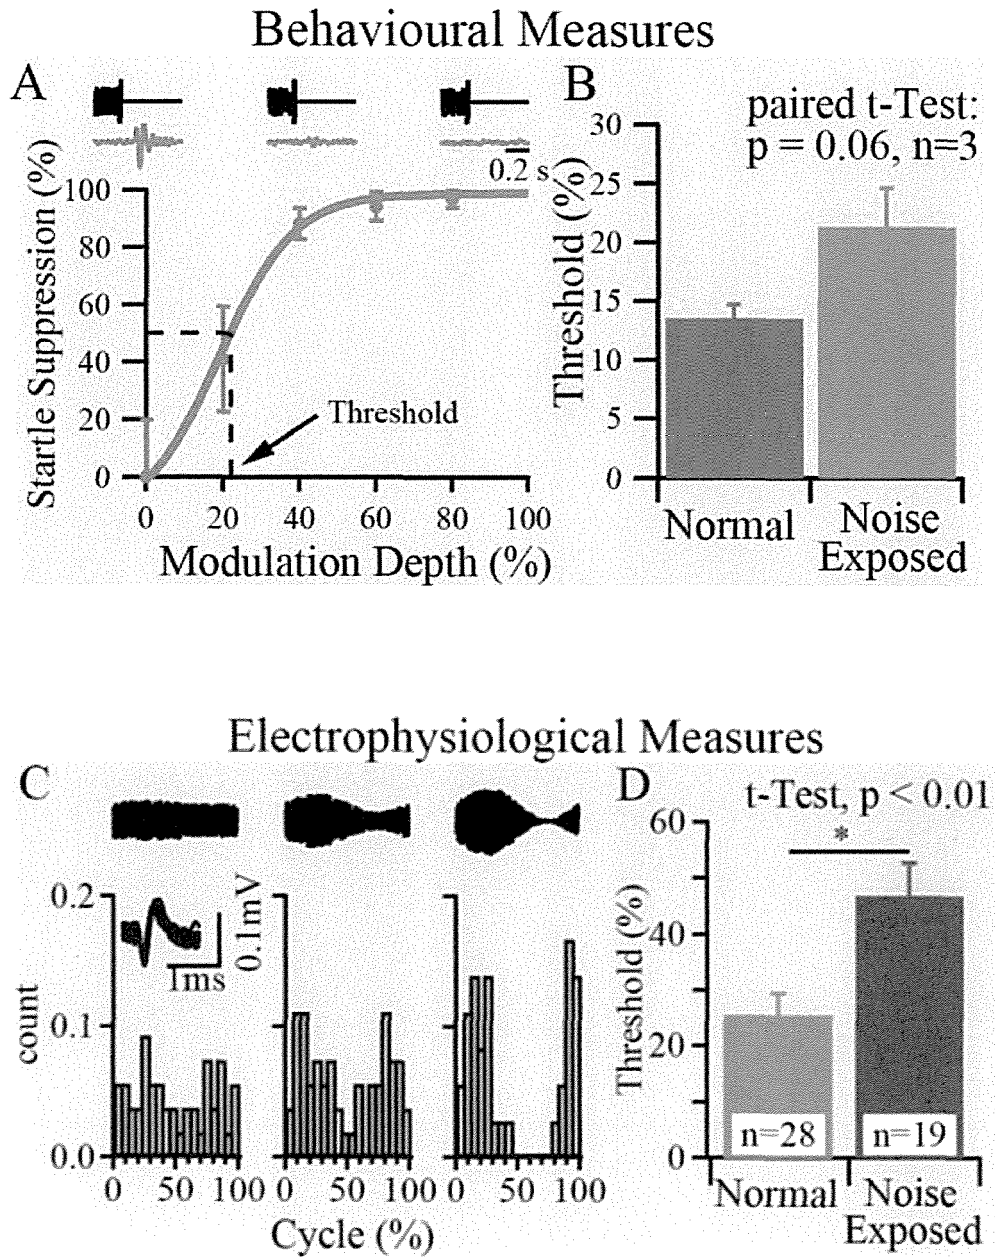 Behavioural Measures
A
0.2 s
Startle Suppression (%)
100
80
60
40
20
0
Threshold
0 20 40 60 80 100
Modulation Depth (%)
B
paired t-Test:
p = 0.06, n=3
Threshold (%)
30
25
20
15
10
5
0
Normal
Noise
Exposed
Electrophysiological Measures
C
count
0.2
0.1
0.0
0.1mV
1ms
0 50 100 0 50 100 0 50 100
Cycle (%)
D
t-Test, p < 0.01
*
Threshold (%)
60
40
20
0
n=28 n=19
Normal
Noise
Exposed